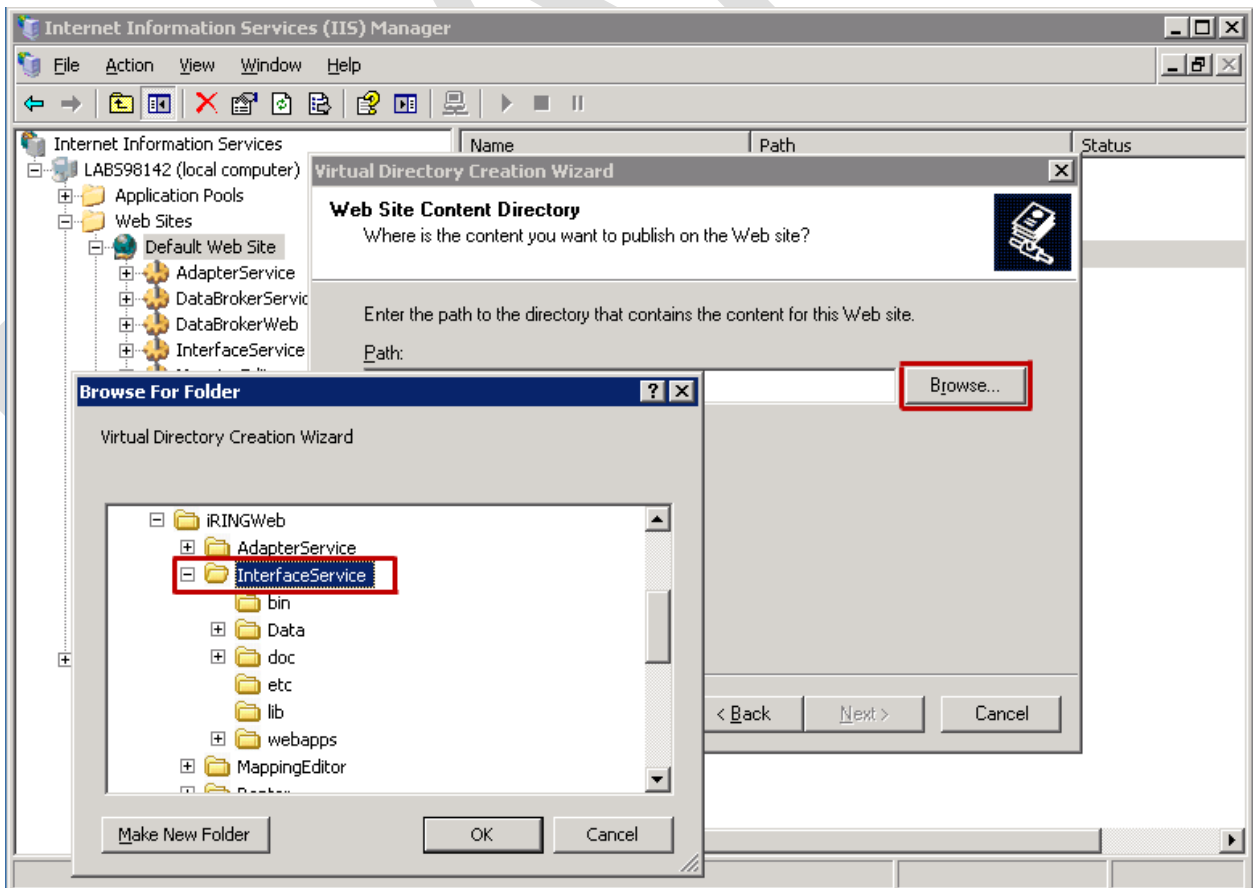 Internet Information Services (IIS) Manager
File Action View Window Help
Internet Information Services
LABS98142 (local computer)
Application Pools
Web Sites
Default Web Site
AdapterService
DataBrokerServic
DataBrokerWeb
InterfaceService
Name Path Status
Virtual Directory Creation Wizard
Web Site Content Directory
Where is the content you want to publish on the Web site?
Enter the path to the directory that contains the content for this Web site.
Path:
Browse...
< Back Next > Cancel
Browse For Folder
Virtual Directory Creation Wizard
iRINGWeb
AdapterService
InterfaceService
bin
Data
doc
etc
lib
webapps
MappingEditor
Make New Folder OK Cancel